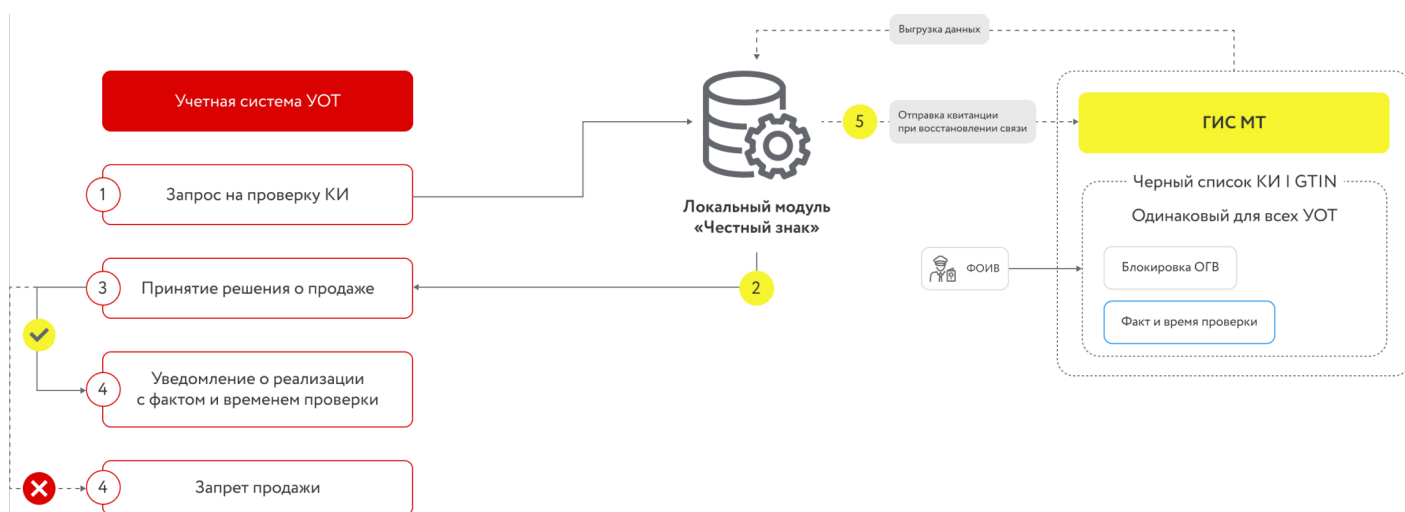 Выгрузка данных
Учетная система УОТ
5
Отправка квитанции
при восстановлении связи
ГИС МТ
1
Запрос на проверку КИ
Локальный модуль
«Честный знак»
Черный список КИ I GTIN
Одинаковый для всех УОТ
ФОИВ
Блокировка ОГВ
Факт и время проверки
2
3
Принятие решения о продаже
4
Уведомление о реализации
с фактом и временем проверки
4
Запрет продажи